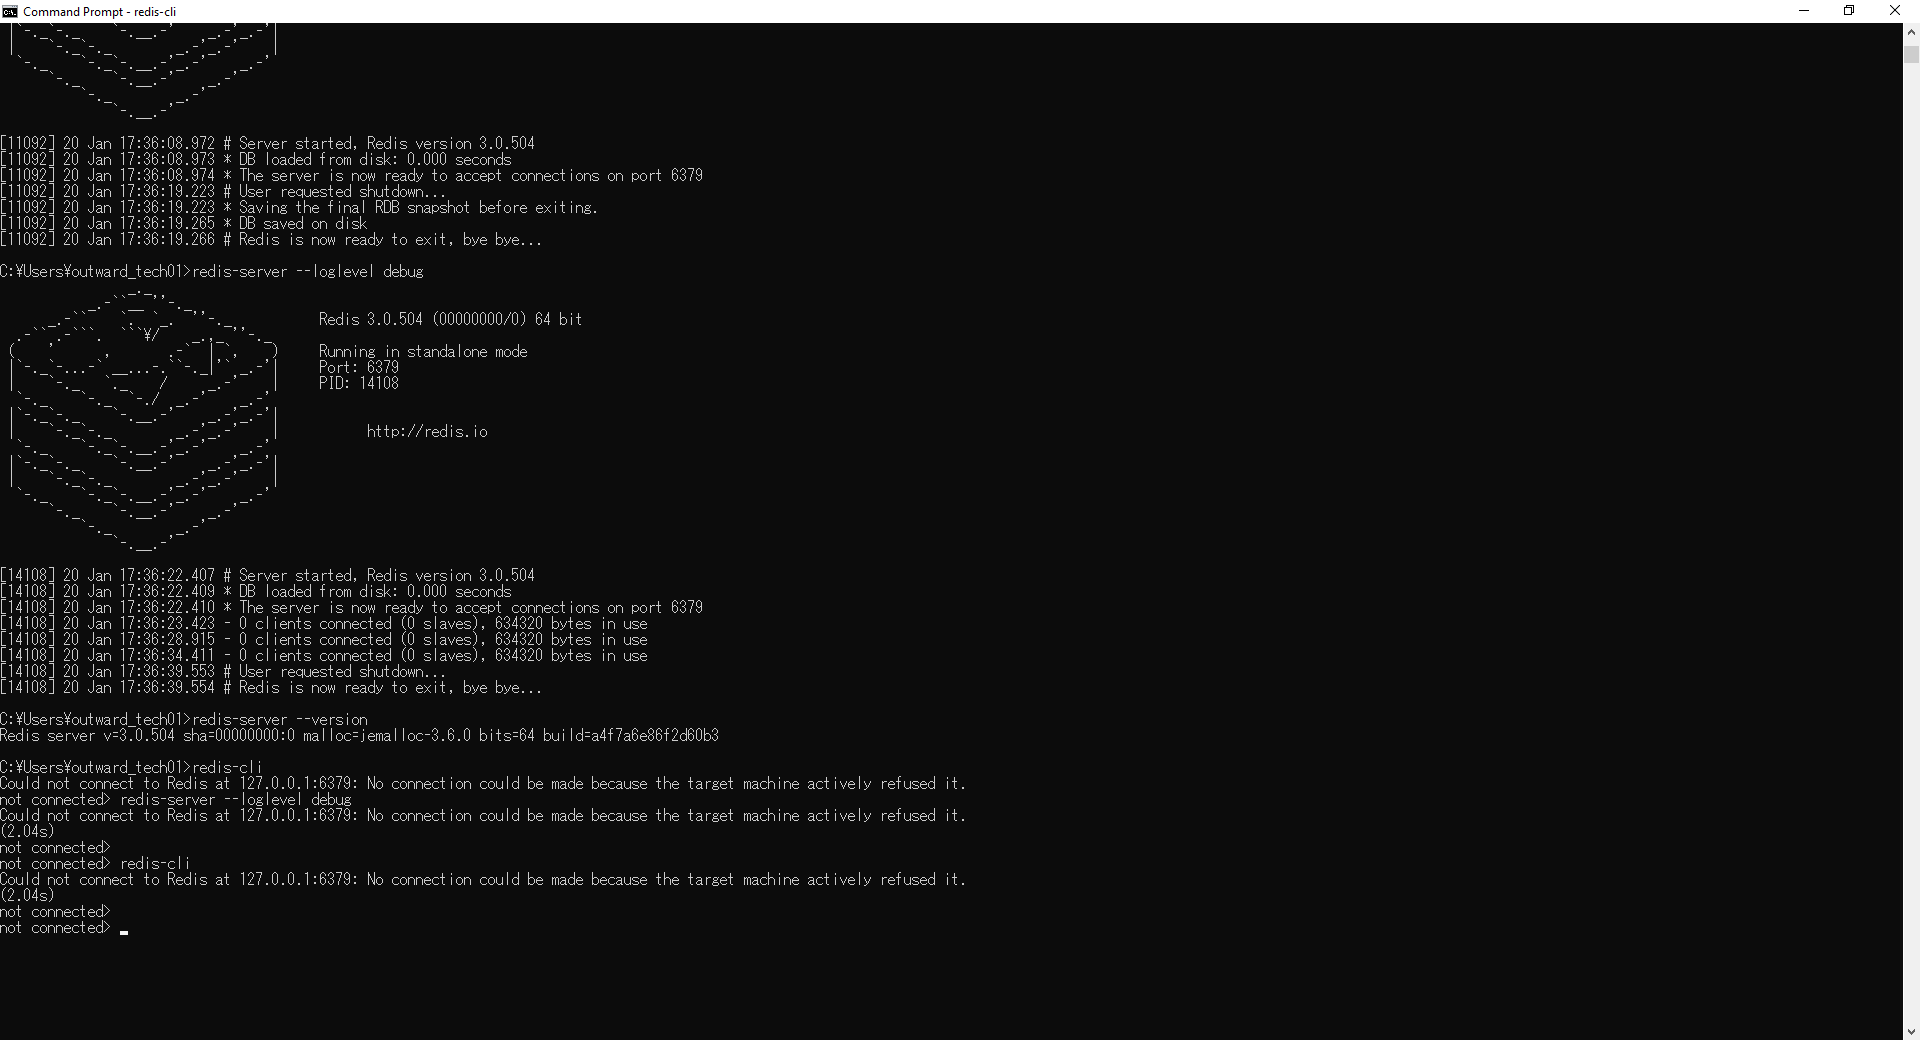 Command Prompt - redis-cli
[11092] 20 Jan 17:36:08.972 # Server started, Redis version 3.0.504
[11092] 20 Jan 17:36:08.973 * DB loaded from disk: 0.000 seconds
[11092] 20 Jan 17:36:08.974 * The server is now ready to accept connections on port 6379
[11092] 20 Jan 17:36:19.223 # User requested shutdown...
[11092] 20 Jan 17:36:19.223 * Saving the final RDB snapshot before exiting.
[11092] 20 Jan 17:36:19.265 * DB saved on disk
[11092] 20 Jan 17:36:19.266 # Redis is now ready to exit, bye bye...
C:¥Users¥outward_tech01>redis-server --loglevel debug
Redis 3.0.504 (00000000/0) 64 bit
Running in standalone mode
Port: 6379
PID: 14108
http://redis.io
[14108] 20 Jan 17:36:22.407 # Server started, Redis version 3.0.504
[14108] 20 Jan 17:36:22.409 * DB loaded from disk: 0.000 seconds
[14108] 20 Jan 17:36:22.410 * The server is now ready to accept connections on port 6379
[14108] 20 Jan 17:36:23.423 - 0 clients connected (0 slaves), 634320 bytes in use
[14108] 20 Jan 17:36:28.915 - 0 clients connected (0 slaves), 634320 bytes in use
[14108] 20 Jan 17:36:34.411 - 0 clients connected (0 slaves), 634320 bytes in use
[14108] 20 Jan 17:36:39.553 # User requested shutdown...
[14108] 20 Jan 17:36:39.554 # Redis is now ready to exit, bye bye...
C:¥Users¥outward_tech01>redis-server --version
Redis server v=3.0.504 sha=00000000:0 malloc=jemalloc-3.6.0 bits=64 build=a4f7a6e86f2d60b3
C:¥Users¥outward_tech01>redis-cli
Could not connect to Redis at 127.0.0.1:6379: No connection could be made because the target machine actively refused it.
not connected> redis-server --loglevel debug
Could not connect to Redis at 127.0.0.1:6379: No connection could be made because the target machine actively refused it.
(2.04s)
not connected>
not connected> redis-cli
Could not connect to Redis at 127.0.0.1:6379: No connection could be made because the target machine actively refused it.
(2.04s)
not connected>
not connected>